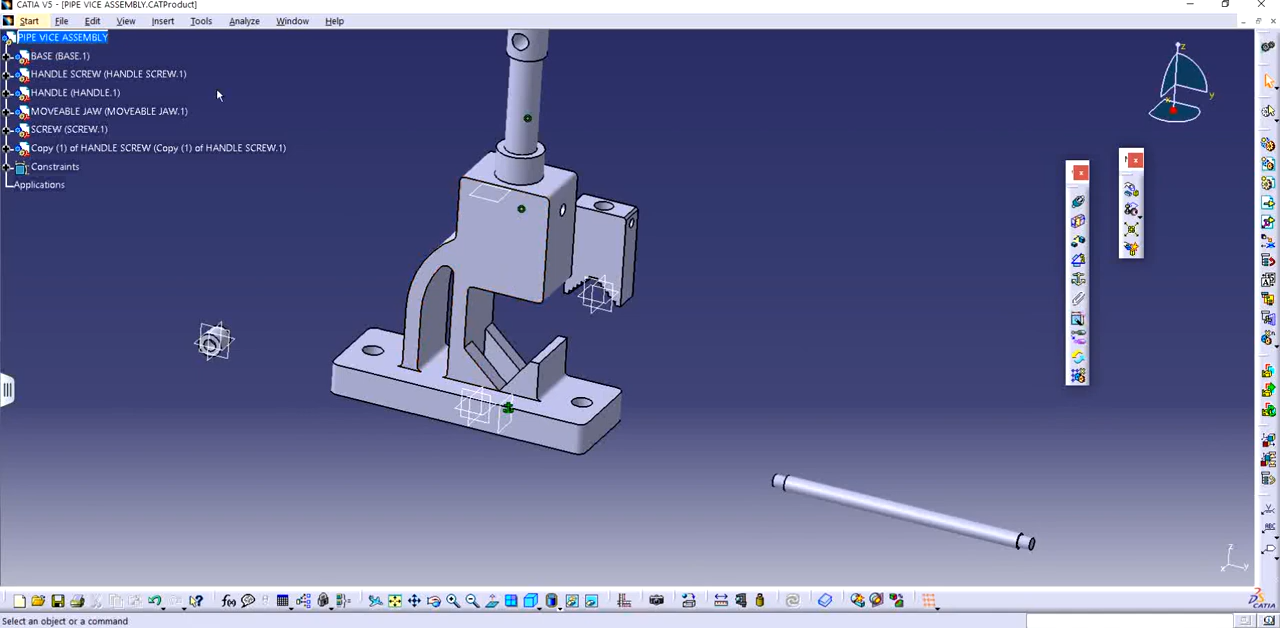 CATIA V5 - [PIPE VICE ASSEMBLY.CATProduct]
Start File Edit View Insert Tools Analyze Window Help
PIPE VICE ASSEMBLY
BASE (BASE.1)
HANDLE SCREW (HANDLE SCREW.1)
HANDLE (HANDLE.1)
MOVEABLE JAW (MOVEABLE JAW.1)
SCREW (SCREW.1)
Copy (1) of HANDLE SCREW (Copy (1) of HANDLE SCREW.1)
Constraints
Applications
z
y
x
z
x y
f(x)
ABC
CATIA
Select an object or a command